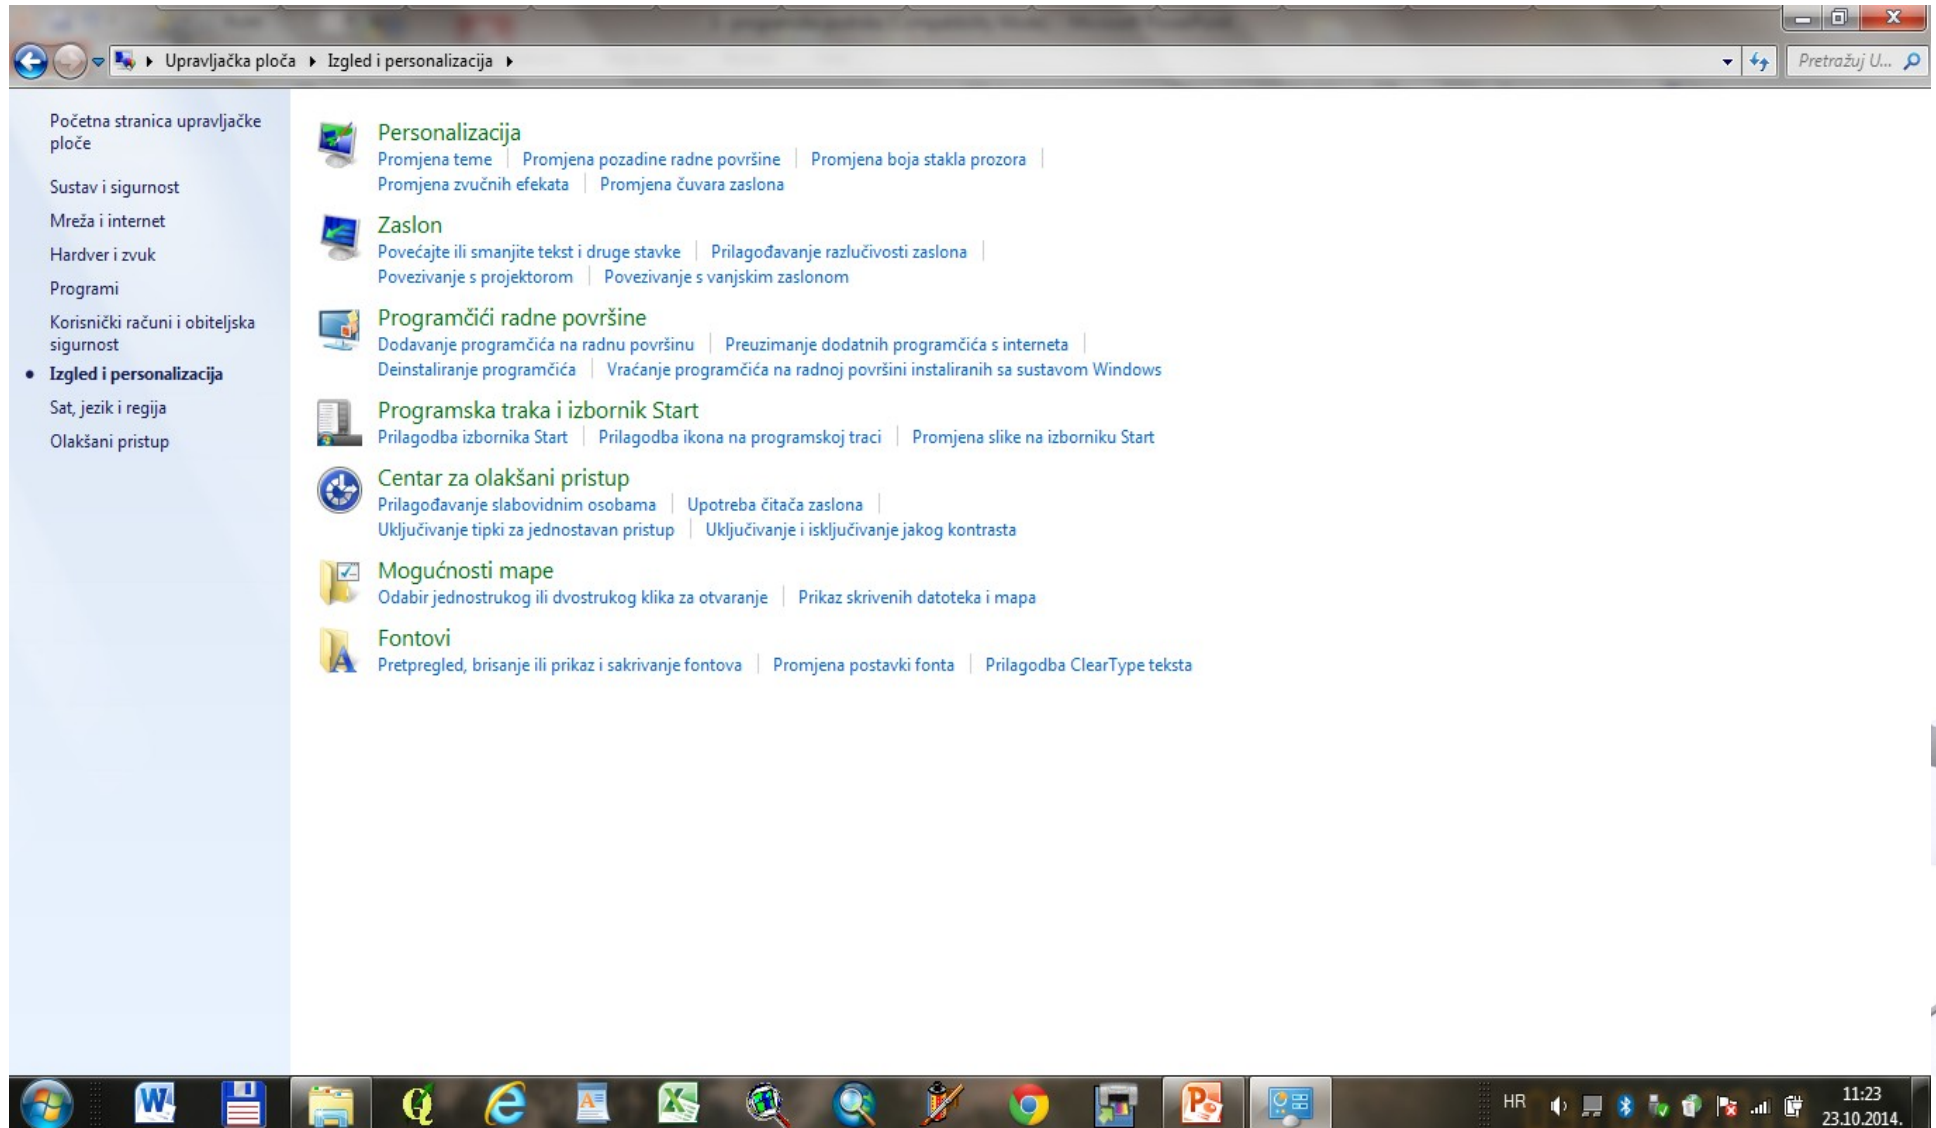 Upravljačka ploča ▸ Izgled i personalizacija ▸
Pretražuj U...
Početna stranica upravljačke
ploče
Sustav i sigurnost
Mreža i internet
Hardver i zvuk
Programi
Korisnički računi i obiteljska
sigurnost
Izgled i personalizacija
Sat, jezik i regija
Olakšani pristup
Personalizacija
Promjena teme | Promjena pozadine radne površine | Promjena boja stakla prozora
Promjena zvučnih efekata | Promjena čuvara zaslona
Zaslon
Povećajte ili smanjite tekst i druge stavke | Prilagođavanje razlučivosti zaslona
Povezivanje s projektorom | Povezivanje s vanjskim zaslonom
Programčići radne površine
Dodavanje programčića na radnu površinu | Preuzimanje dodatnih programčića s interneta
Deinstaliranje programčića | Vraćanje programčića na radnoj površini instaliranih sa sustavom Windows
Programska traka i izbornik Start
Prilagodba izbornika Start | Prilagodba ikona na programskoj traci | Promjena slike na izborniku Start
Centar za olakšani pristup
Prilagođavanje slabovidnim osobama | Upotreba čitača zaslona
Uključivanje tipki za jednostavan pristup | Uključivanje i isključivanje jakog kontrasta
Mogućnosti mape
Odabir jednostrukog ili dvostrukog klika za otvaranje | Prikaz skrivenih datoteka i mapa
Fontovi
Pretpregled, brisanje ili prikaz i sakrivanje fontova | Promjena postavki fonta | Prilagodba ClearType teksta
HR
11:23
23.10.2014.